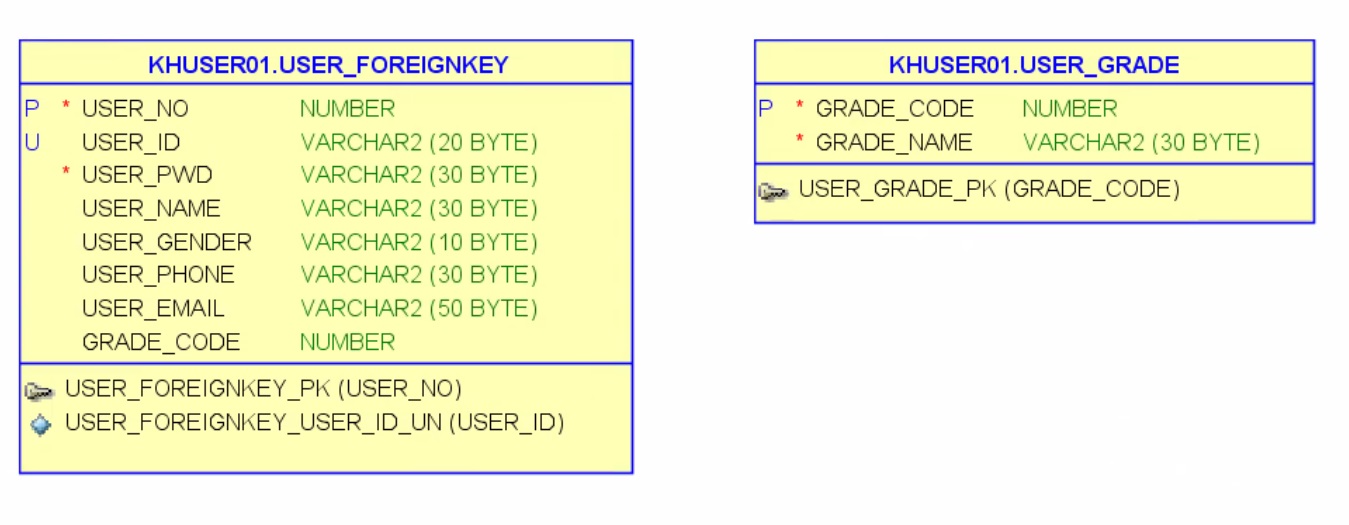 KHUSER01.USER_FOREIGNKEY
P * USER_NO NUMBER
U USER_ID VARCHAR2 (20 BYTE)
* USER_PWD VARCHAR2 (30 BYTE)
USER_NAME VARCHAR2 (30 BYTE)
USER_GENDER VARCHAR2 (10 BYTE)
USER_PHONE VARCHAR2 (30 BYTE)
USER_EMAIL VARCHAR2 (50 BYTE)
GRADE_CODE NUMBER
USER_FOREIGNKEY_PK (USER_NO)
USER_FOREIGNKEY_USER_ID_UN (USER_ID)
KHUSER01.USER_GRADE
P * GRADE_CODE NUMBER
* GRADE_NAME VARCHAR2 (30 BYTE)
USER_GRADE_PK (GRADE_CODE)